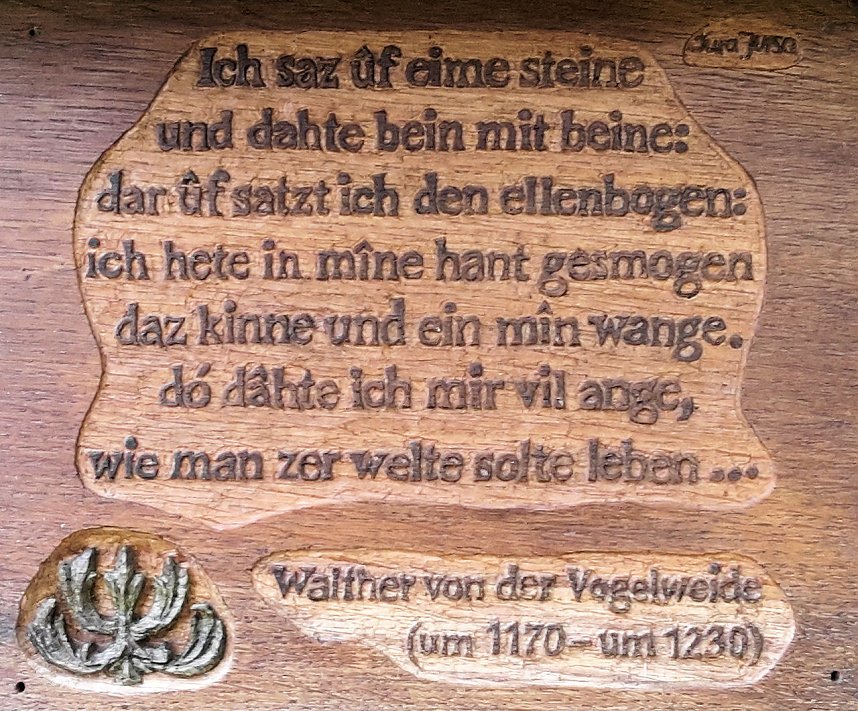 Ich saz ûf eime steine
und dahte bein mit beine:
dar ûf satzt ich den ellenbogen:
ich hete in mîne hant gesmogen
daz kinne und ein mîn wange.
dó dâhte ich mir vil ange,
wie man zer welte solte leben ...
Walther von der Vogelweide
(um 1170 – um 1230)